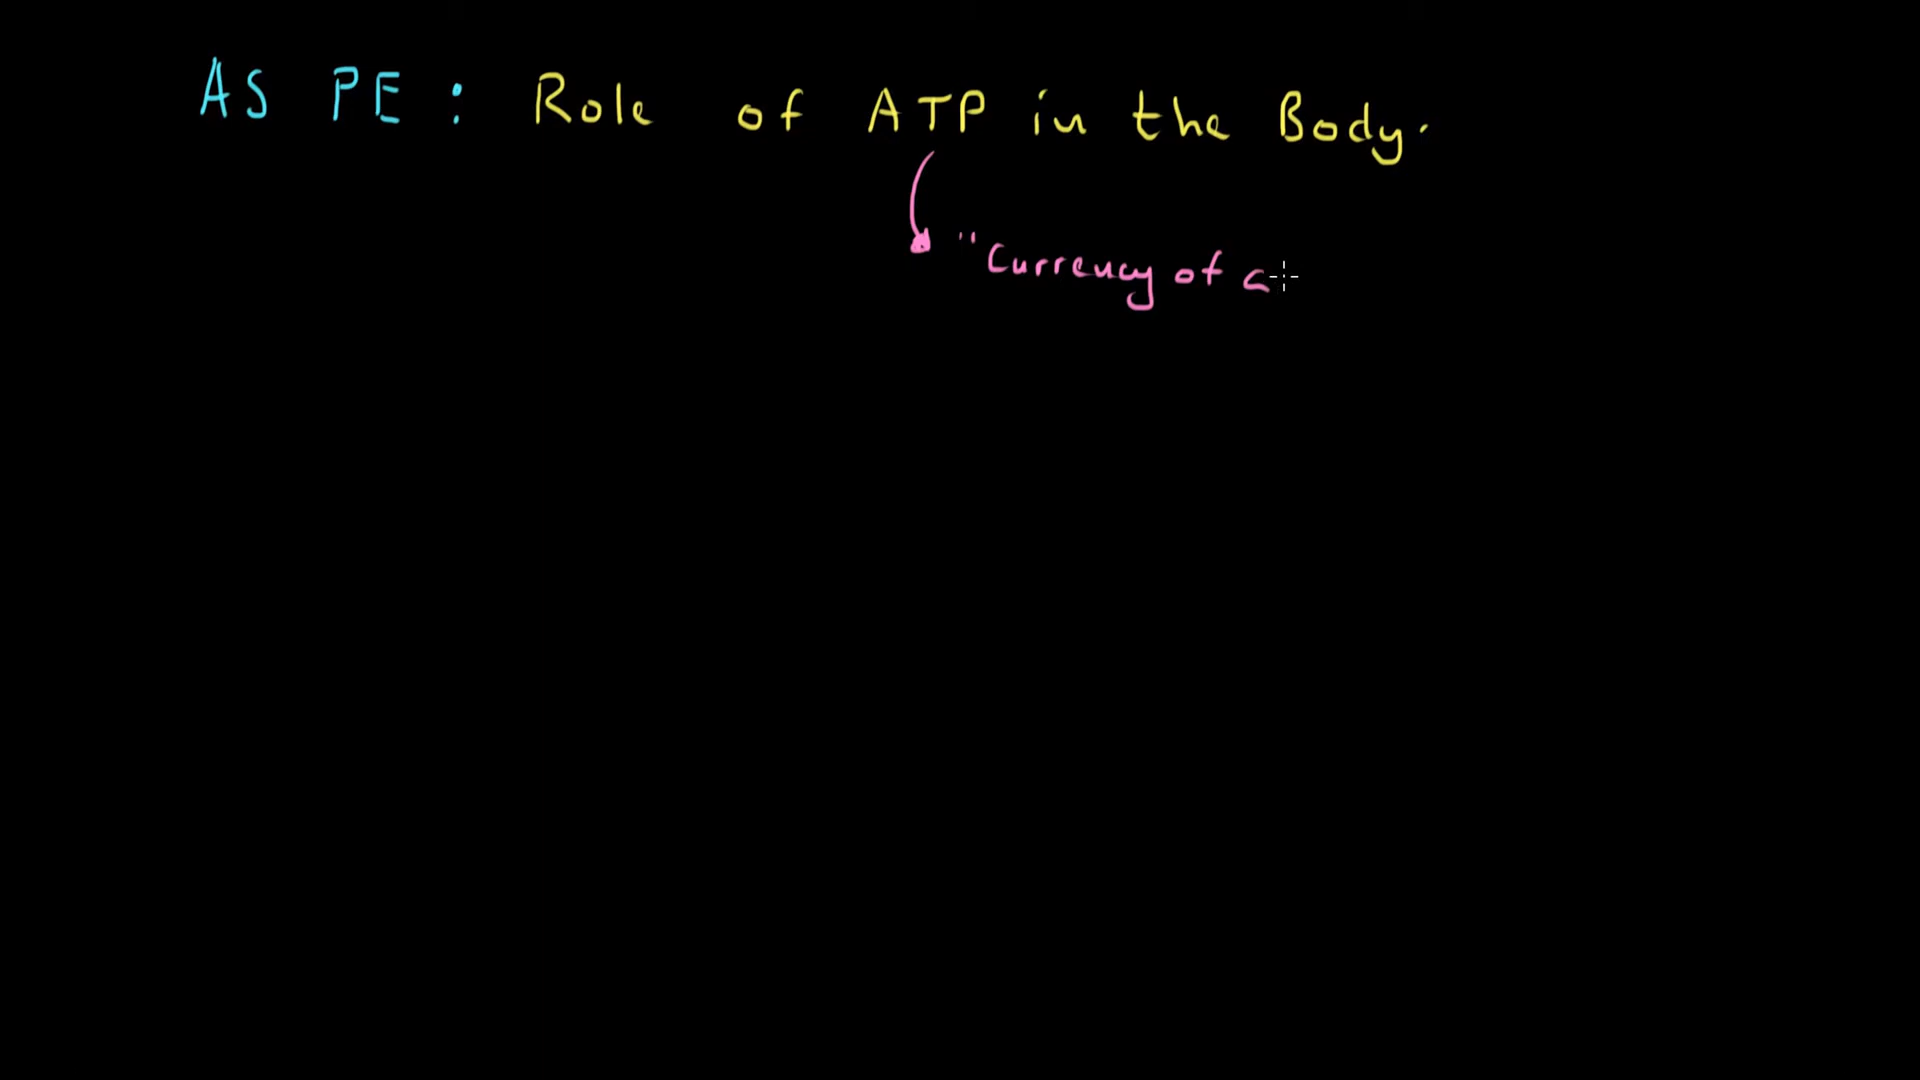 AS PE : Role of ATP in the Body.
"Currency of